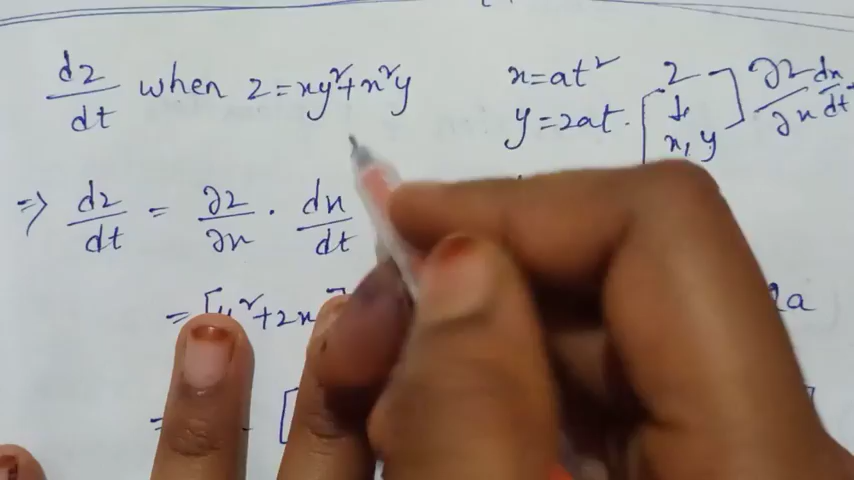 dz/dt when z = xy²+x²y
x = at²
y = 2at.
[z ↓ x, y] ∂z/∂x dx/dt
⇒ dz/dt = ∂z/∂x . dx/dt
= [y²+2x
2a
= [